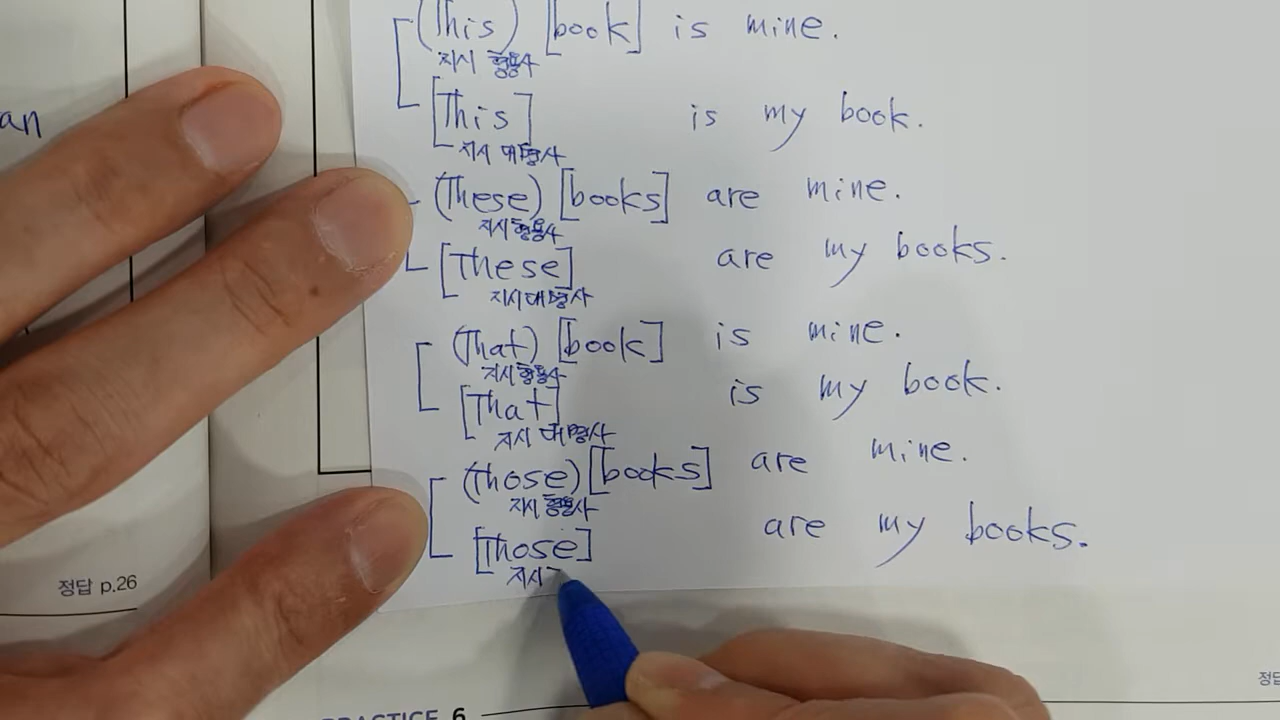 an
(This) [book] is mine.
지시 형용사
[This] is my book.
지시 대명사
(These) [books] are mine.
지시형용사
[These] are my books.
지시대명사
(That) [book] is mine.
지시형용사
[That] is my book.
지시 대명사
(Those) [books] are mine.
지시 형용사
[Those] are my books.
지시
정답 p.26
정답
PRACTICE 6